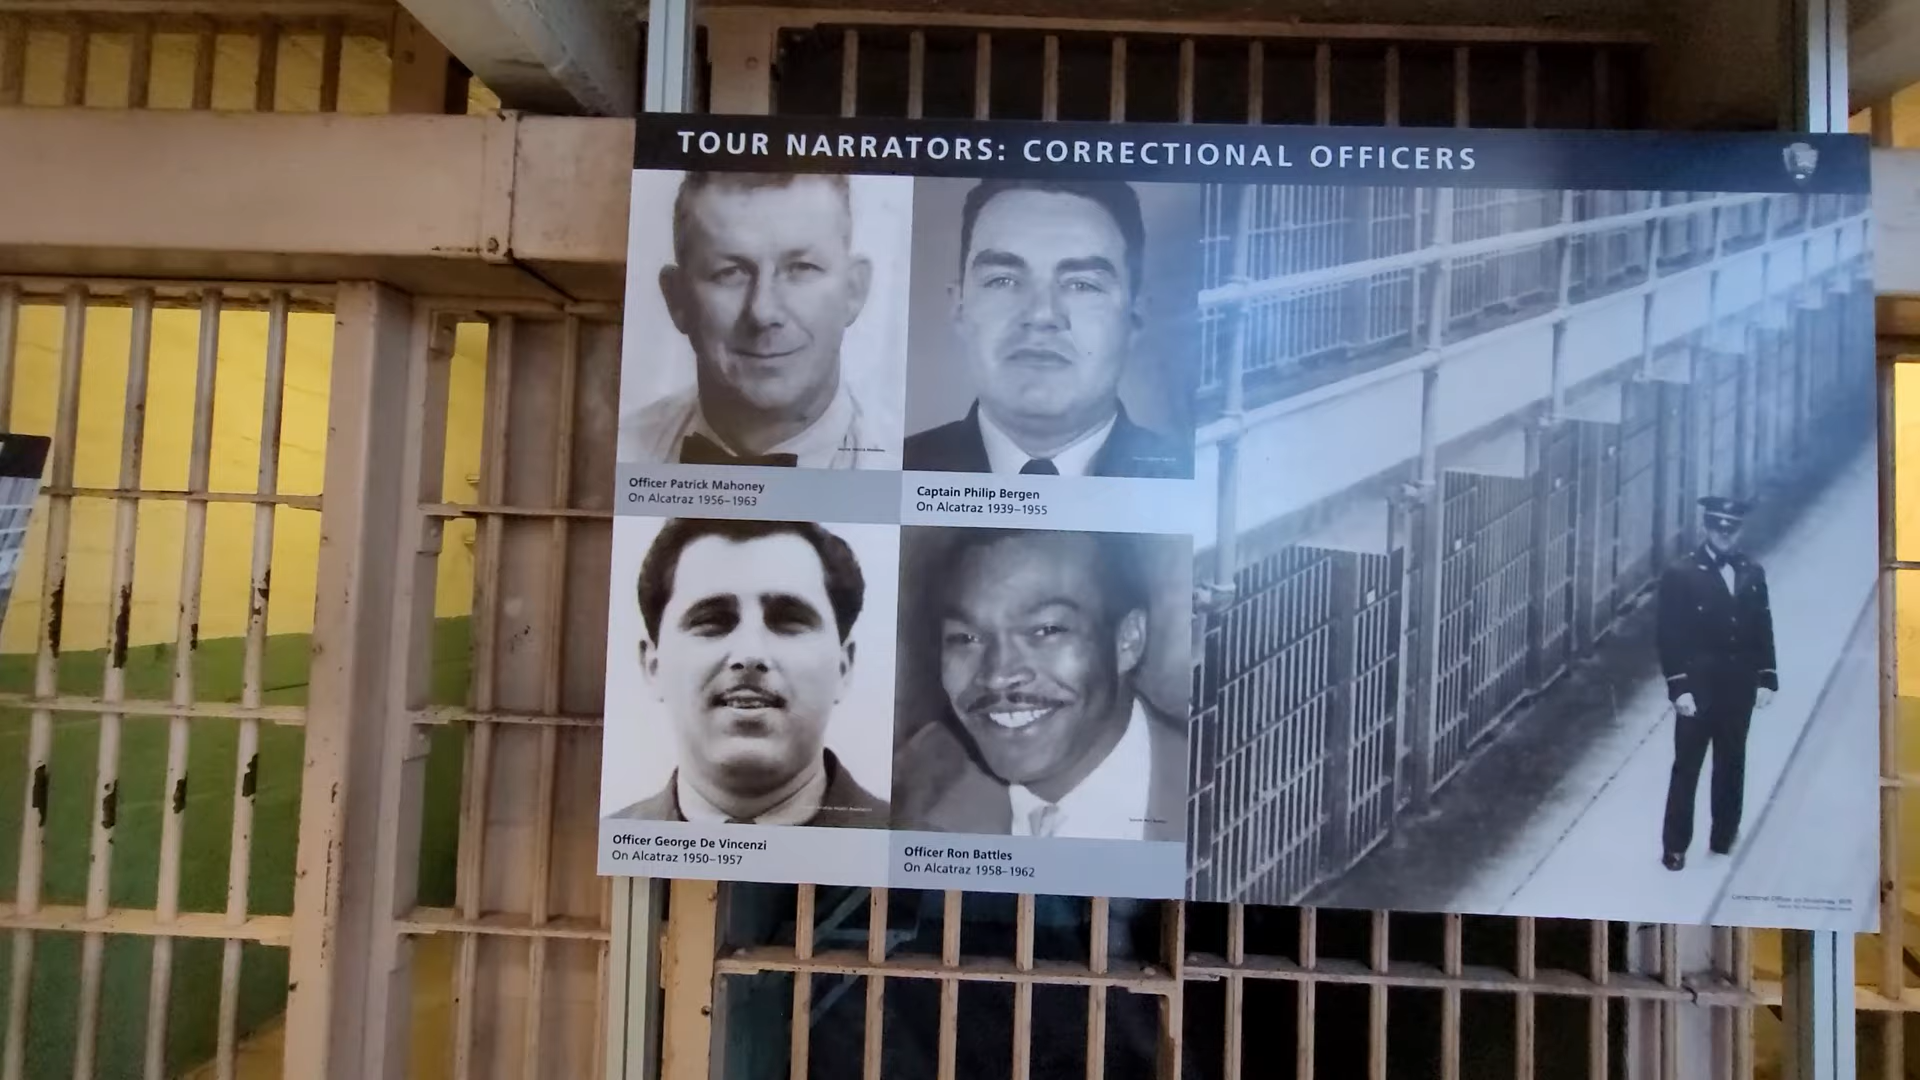 TOUR NARRATORS: CORRECTIONAL OFFICERS
Officer Patrick Mahoney
On Alcatraz 1956–1963
Captain Philip Bergen
On Alcatraz 1939–1955
Officer George De Vincenzi
On Alcatraz 1950–1957
Officer Ron Battles
On Alcatraz 1958–1962